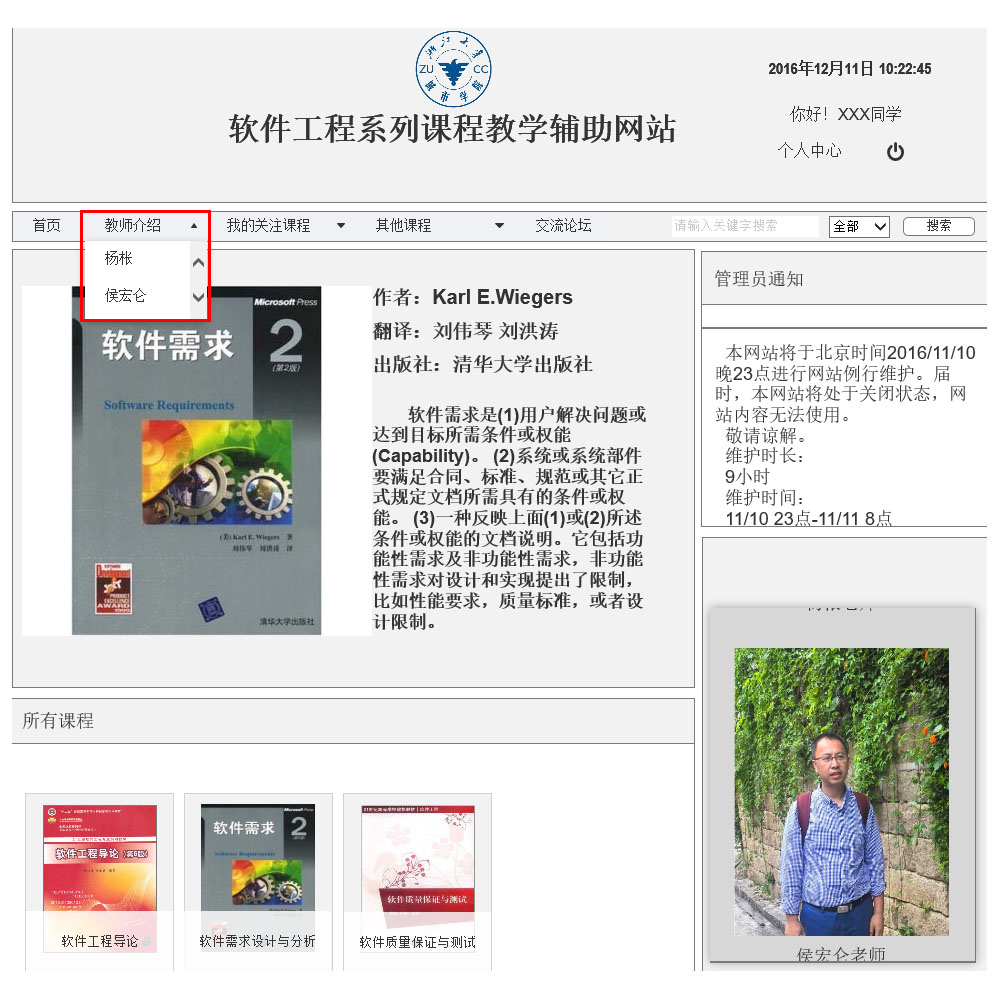 浙江大学
ZU CC
城市学院
软件工程系列课程教学辅助网站
2016年12月11日 10:22:45
你好！XXX同学
个人中心
首页 教师介绍 我的关注课程 其他课程 交流论坛 请输入关键字搜索 全部 搜索
杨枨
侯宏仑
Microsoft Press
软件需求 2
(第2版)
Software Requirements
(美) Karl E. Wiegers 著
刘伟琴 刘洪涛 译
清华大学出版社
作者：Karl E.Wiegers
翻译：刘伟琴 刘洪涛
出版社：清华大学出版社
软件需求是(1)用户解决问题或
达到目标所需条件或权能
(Capability)。 (2)系统或系统部件
要满足合同、标准、规范或其它正
式规定文档所需具有的条件或权
能。 (3)一种反映上面(1)或(2)所述
条件或权能的文档说明。它包括功
能性需求及非功能性需求，非功能
性需求对设计和实现提出了限制，
比如性能要求，质量标准，或者设
计限制。
管理员通知
本网站将于北京时间2016/11/10
晚23点进行网站例行维护。届
时，本网站将处于关闭状态，网
站内容无法使用。
敬请谅解。
维护时长：
9小时
维护时间：
11/10 23点-11/11 8点
侯宏仑老师
所有课程
软件工程导论（第6版）
软件工程导论
Microsoft Press
软件需求 2
Software Requirements
软件需求设计与分析
软件质量保证与测试
软件质量保证与测试